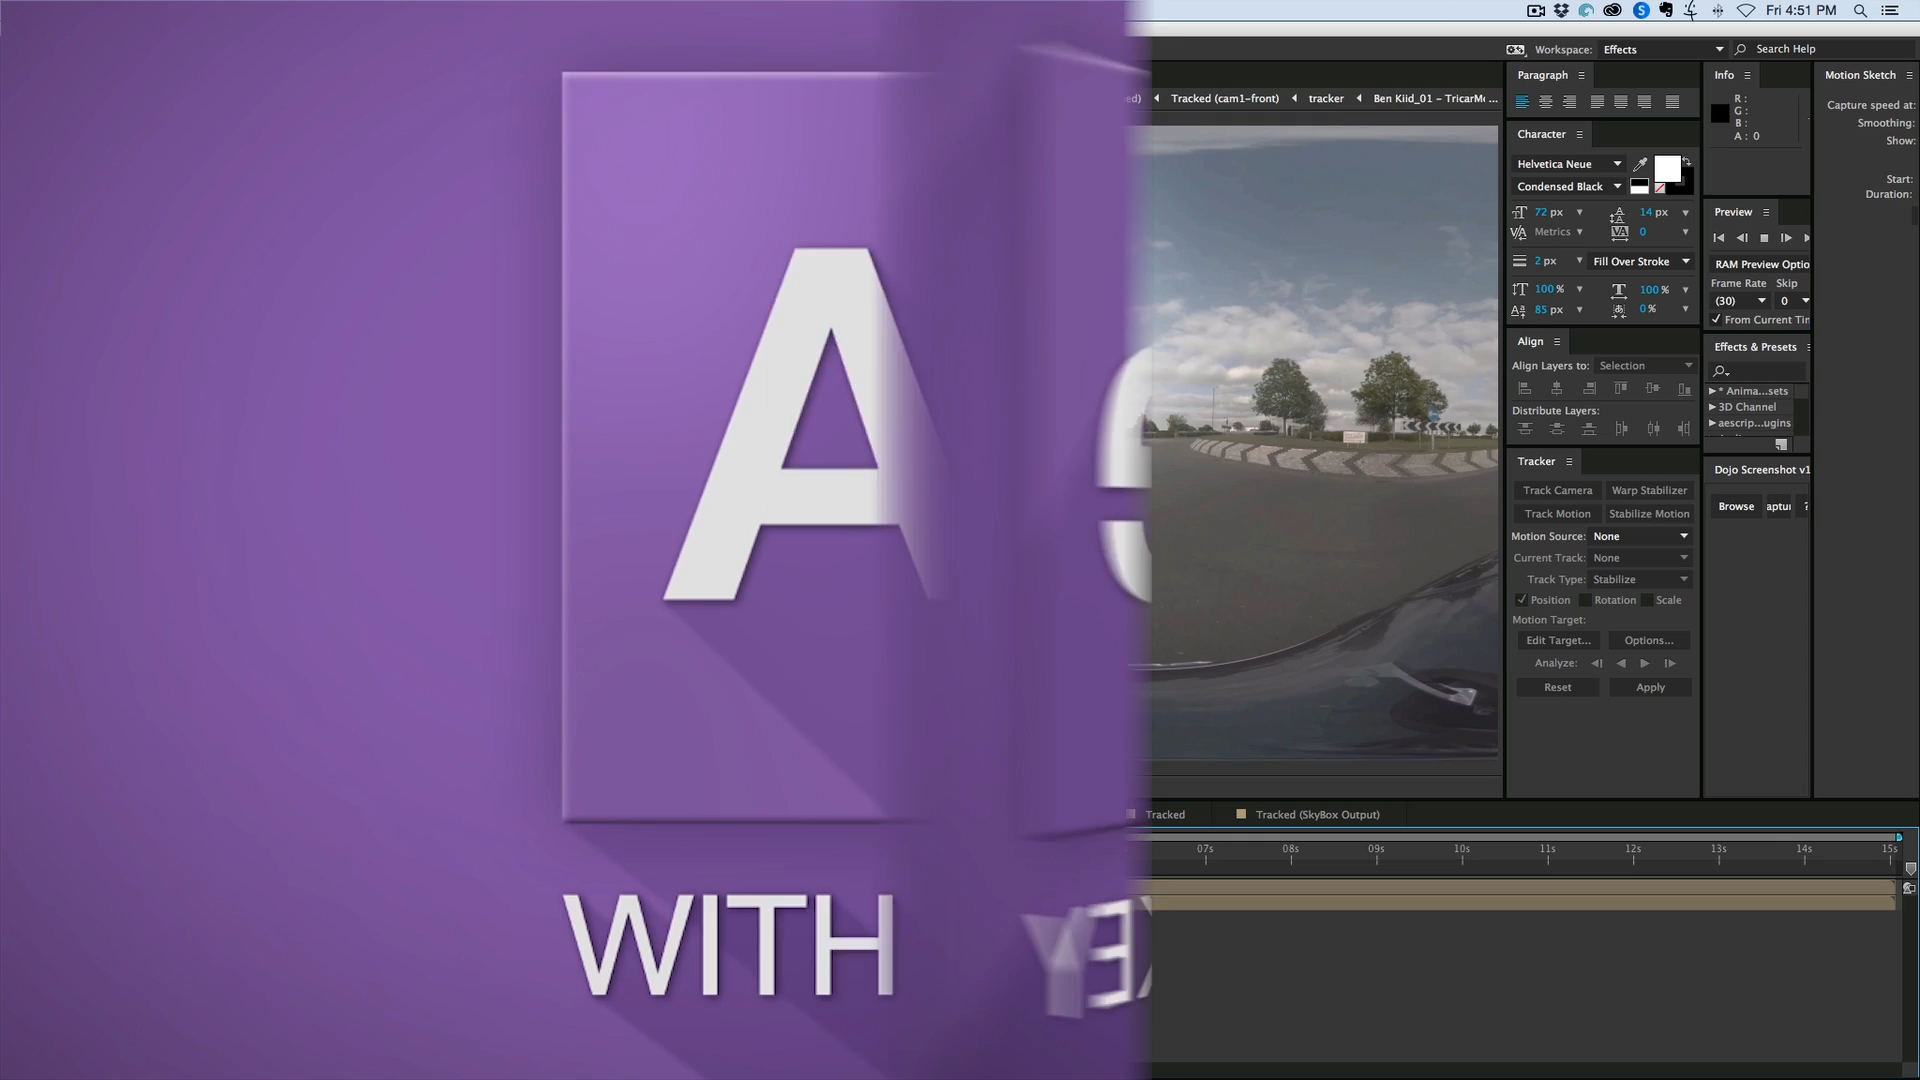 Fri 4:51 PM
Workspace: Effects
Search Help
Tracked (cam1-front)
tracker
Ben Kiid_01 – TricarMo ...
Paragraph
Character
Helvetica Neue
Condensed Black
72 px
14 px
Metrics
0
2 px
Fill Over Stroke
100 %
100 %
85 px
0 %
Align
Align Layers to: Selection
Distribute Layers:
Tracker
Track Camera
Warp Stabilizer
Track Motion
Stabilize Motion
Motion Source: None
Current Track: None
Track Type: Stabilize
Position
Rotation
Scale
Motion Target:
Edit Target...
Options...
Analyze:
Reset
Apply
Info
R :
G :
B :
A : 0
Preview
RAM Preview Optio
Frame Rate Skip
(30)
0
From Current Tin
Effects & Presets
* Anima...sets
3D Channel
aescrip...ugins
Dojo Screenshot v1
Browse
aptur
?
Motion Sketch
Capture speed at:
Smoothing:
Show:
Start:
Duration:
A
WITH
Tracked
Tracked (SkyBox Output)
07s
08s
09s
10s
11s
12s
13s
14s
15s